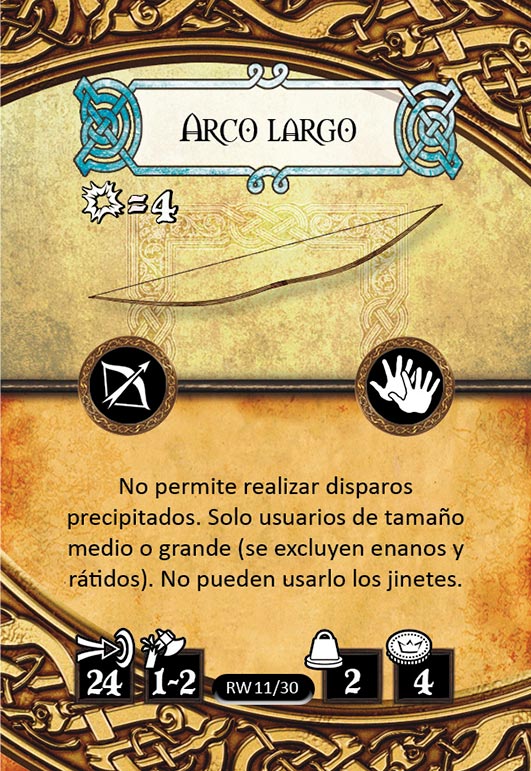 Arco largo
=4
No permite realizar disparos
precipitados. Solo usuarios de tamaño
medio o grande (se excluyen enanos y
rátidos). No pueden usarlo los jinetes.
24 1-2 RW 11/30 2 4